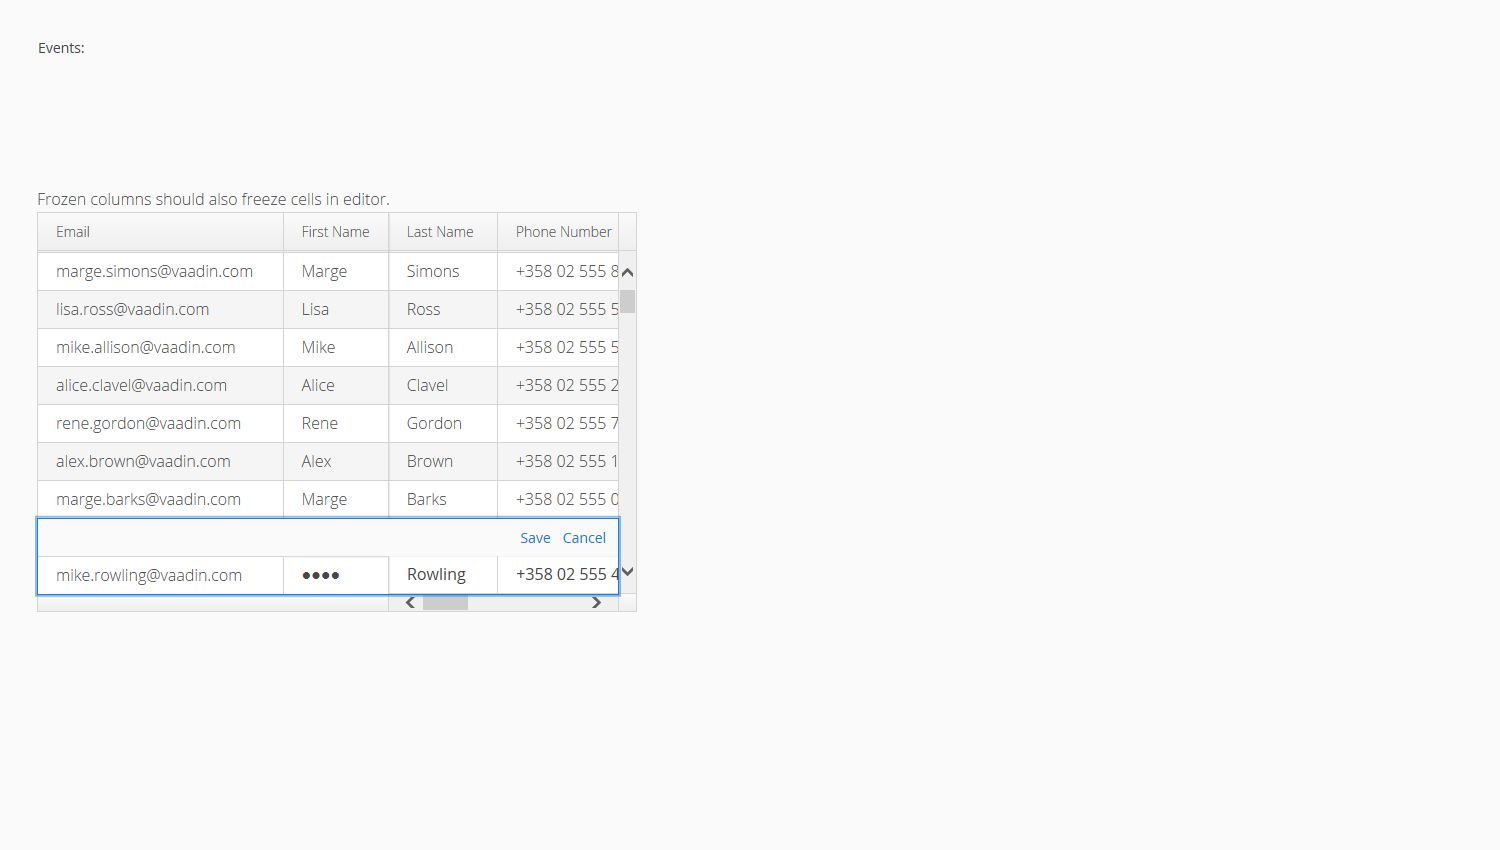 Events:
Frozen columns should also freeze cells in editor.
Email First Name Last Name Phone Number
marge.simons@vaadin.com Marge Simons +358 02 555 8
lisa.ross@vaadin.com Lisa Ross +358 02 555 5
mike.allison@vaadin.com Mike Allison +358 02 555 5
alice.clavel@vaadin.com Alice Clavel +358 02 555 2
rene.gordon@vaadin.com Rene Gordon +358 02 555 7
alex.brown@vaadin.com Alex Brown +358 02 555 1
marge.barks@vaadin.com Marge Barks +358 02 555 0
Save Cancel
mike.rowling@vaadin.com ●●●● Rowling +358 02 555 4